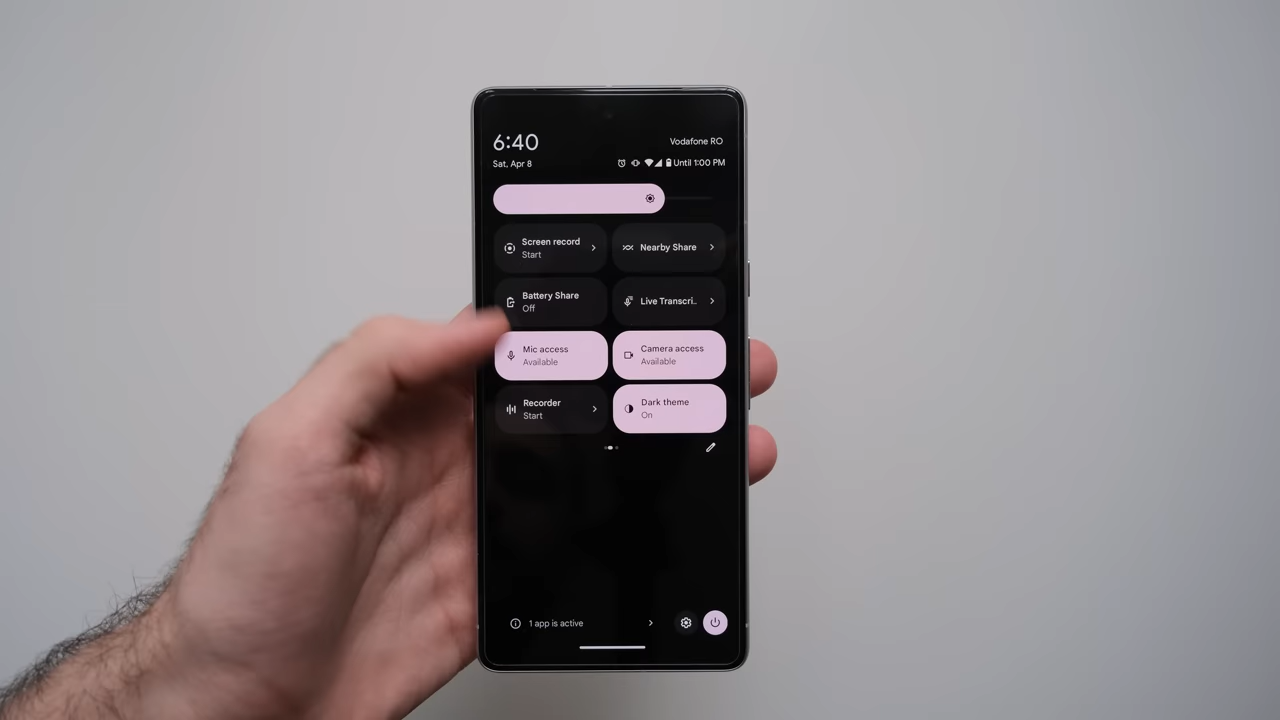 6:40
Vodafone RO
Sat, Apr 8
Until 1:00 PM
Screen record
Start
Nearby Share
Battery Share
Off
Live Transcri..
Mic access
Available
Camera access
Available
Recorder
Start
Dark theme
On
1 app is active